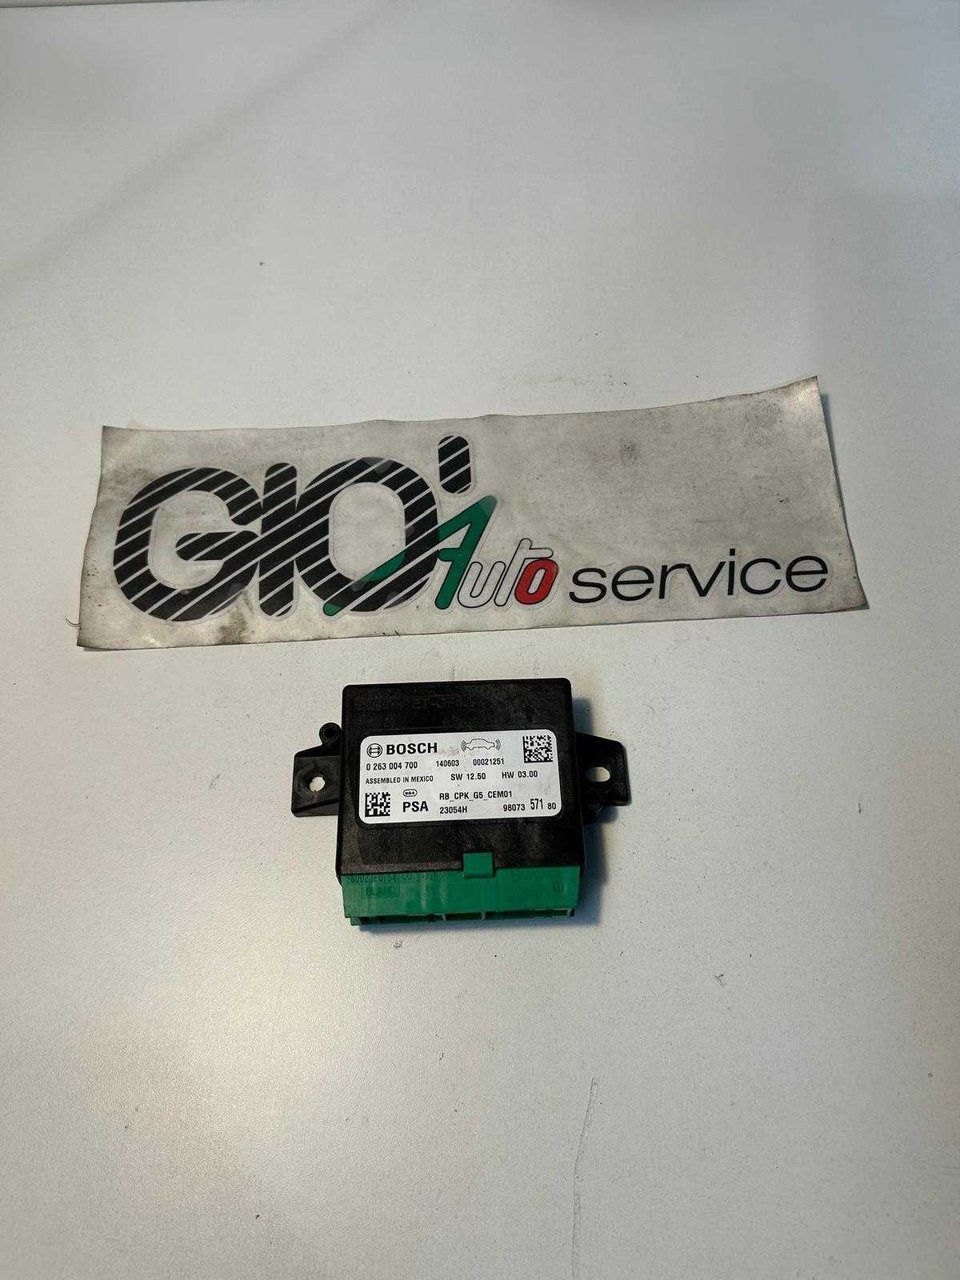 GIO' Auto service
BOSCH
0 263 004 700 140603 00021251
ASSEMBLED IN MEXICO SW 12.50 HW 03.00
RB_CPK_G5_CEM01
PSA 23054H 98073 571 80
BLANC